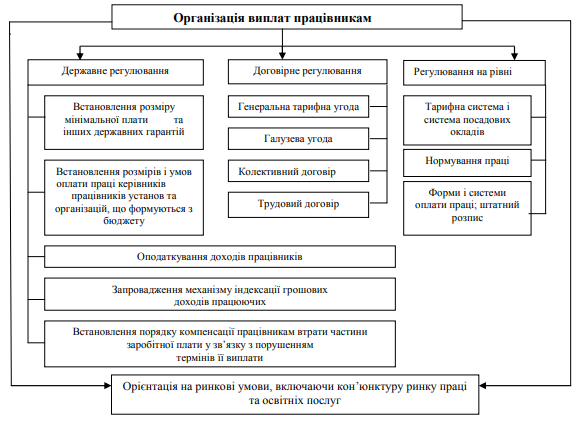 Організація виплат працівникам
Державне регулювання
Встановлення розміру
мінімальної плати та
інших державних гарантій
Встановлення розмірів і умов
оплати праці керівників
працівників установ та
організацій, що формуються з
бюджету
Оподаткування доходів працівників
Запровадження механізму індексації грошових
доходів працюючих
Встановлення порядку компенсації працівникам втрати частини
заробітної плати у зв’язку з порушенням
термінів її виплати
Договірне регулювання
Генеральна тарифна угода
Галузева угода
Колективний договір
Трудовий договір
Регулювання на рівні
Тарифна система і
система посадових
окладів
Нормування праці
Форми і системи
оплати праці; штатний
розпис
Орієнтація на ринкові умови, включаючи кон’юнктуру ринку праці
та освітніх послуг